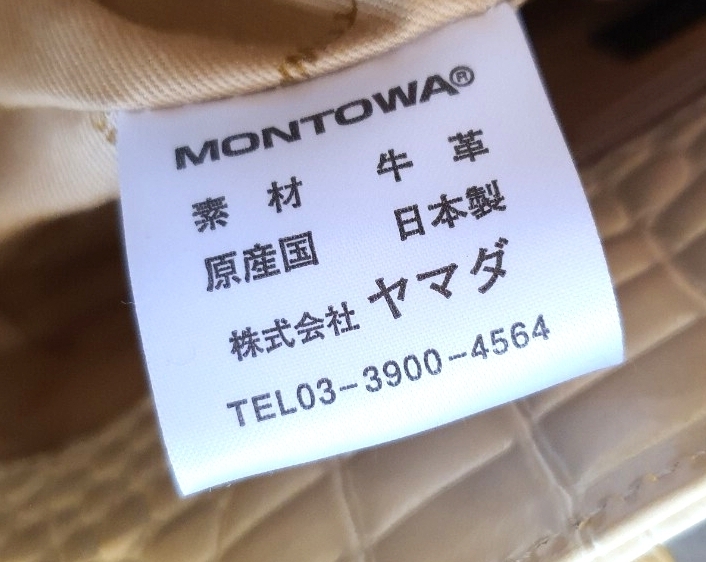 MONTOWA®
素材 牛革
原産国 日本製
株式会社 ヤマダ
TEL03-3900-4564